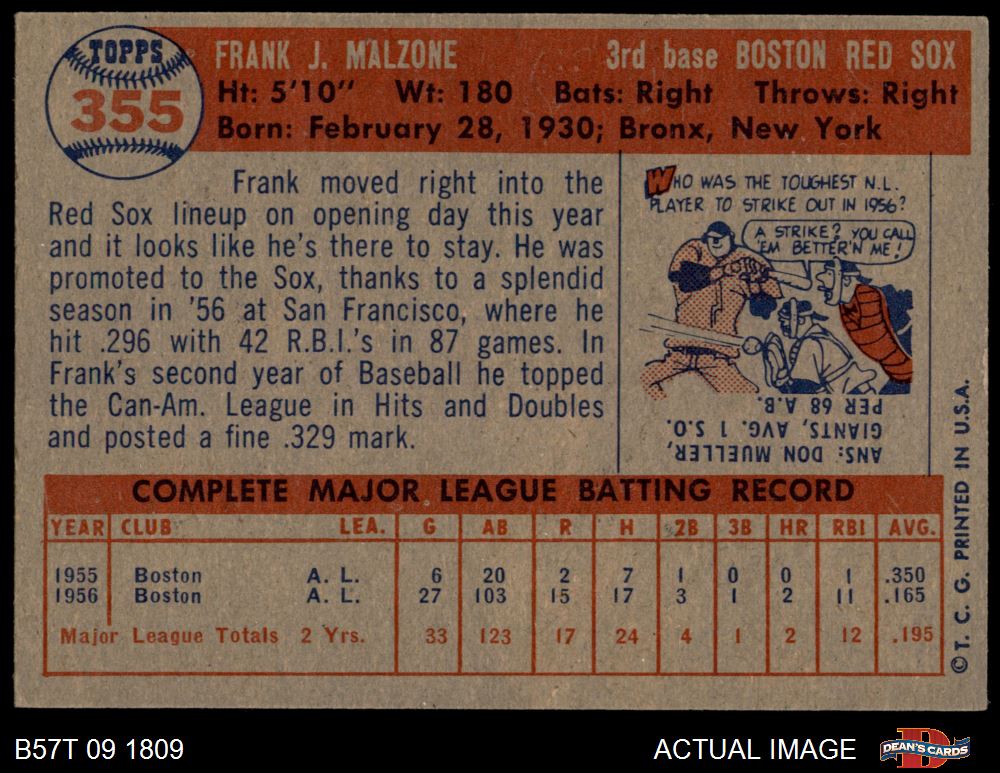 TOPPS
355
FRANK J. MALZONE 3rd base BOSTON RED SOX
Ht: 5'10" Wt: 180 Bats: Right Throws: Right
Born: February 28, 1930; Bronx, New York
Frank moved right into the
Red Sox lineup on opening day this year
and it looks like he's there to stay. He was
promoted to the Sox, thanks to a splendid
season in '56 at San Francisco, where he
hit .296 with 42 R.B.I.'s in 87 games. In
Frank's second year of Baseball he topped
the Can-Am. League in Hits and Doubles
and posted a fine .329 mark.
WHO WAS THE TOUGHEST N.L.
PLAYER TO STRIKE OUT IN 1956?
A STRIKE? YOU CALL
'EM BETTER'N ME!
ANS: DON MUELLER,
GIANTS, AVG. 1 S.O.
PER 68 A.B.
COMPLETE MAJOR LEAGUE BATTING RECORD
YEAR CLUB LEA. G AB R H 2B 3B HR RBI AVG.
1955 Boston A. L. 6 20 2 7 1 0 0 1 .350
1956 Boston A. L. 27 103 15 17 3 1 2 11 .165
Major League Totals 2 Yrs. 33 123 17 24 4 1 2 12 .195
© T. C. G. PRINTED IN U.S.A.
B57T 09 1809 ACTUAL IMAGE
DEAN'S CARDS